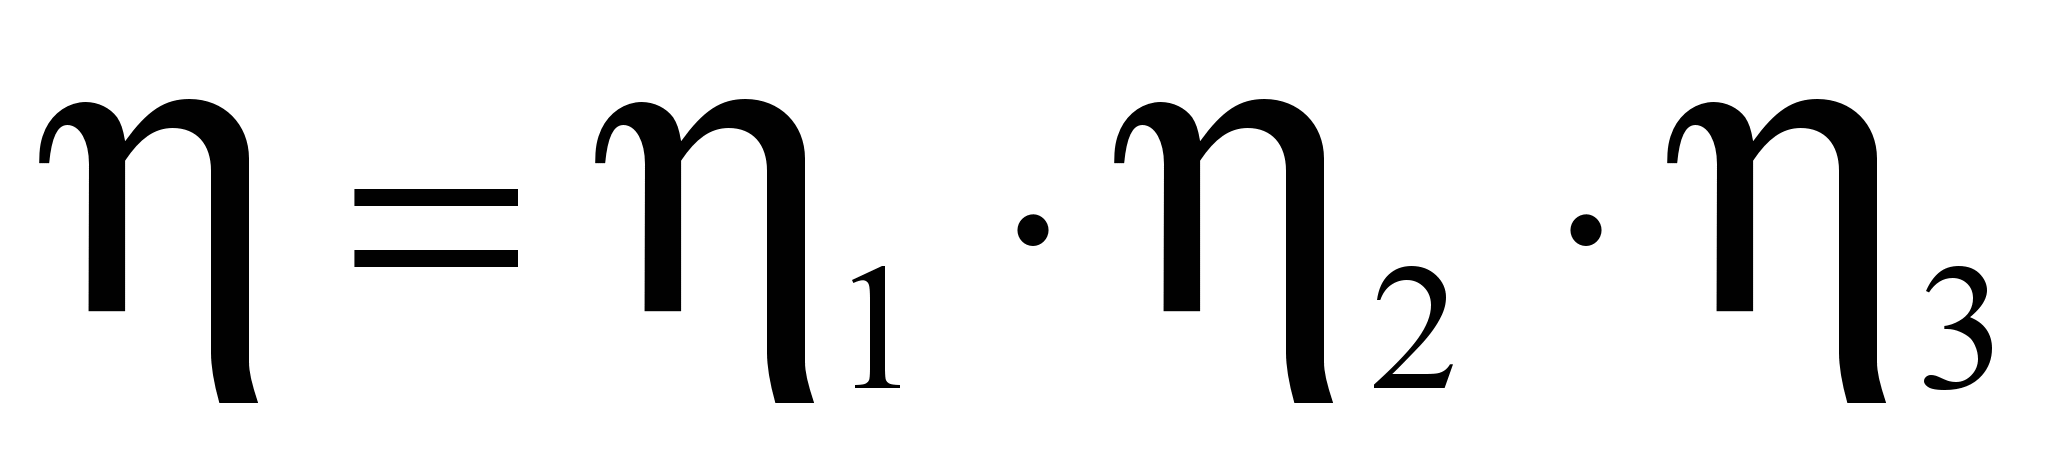 η = η₁ · η₂ · η₃